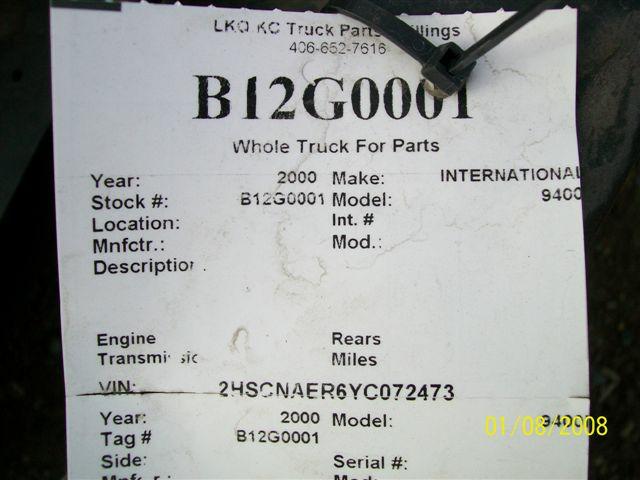 LKQ KC Truck Parts Billings
406-652-7616
B12G0001
Whole Truck For Parts
Year: 2000 Make: INTERNATIONAL
Stock #: B12G0001 Model: 9400
Location: Int. #
Mnfctr.: Mod.:
Description
Engine Rears
Transmissic Miles
VIN: 2HSCNAER6YC072473
Year: 2000 Model: 9400
01/08/2008
Tag # B12G0001
Side: Serial #: